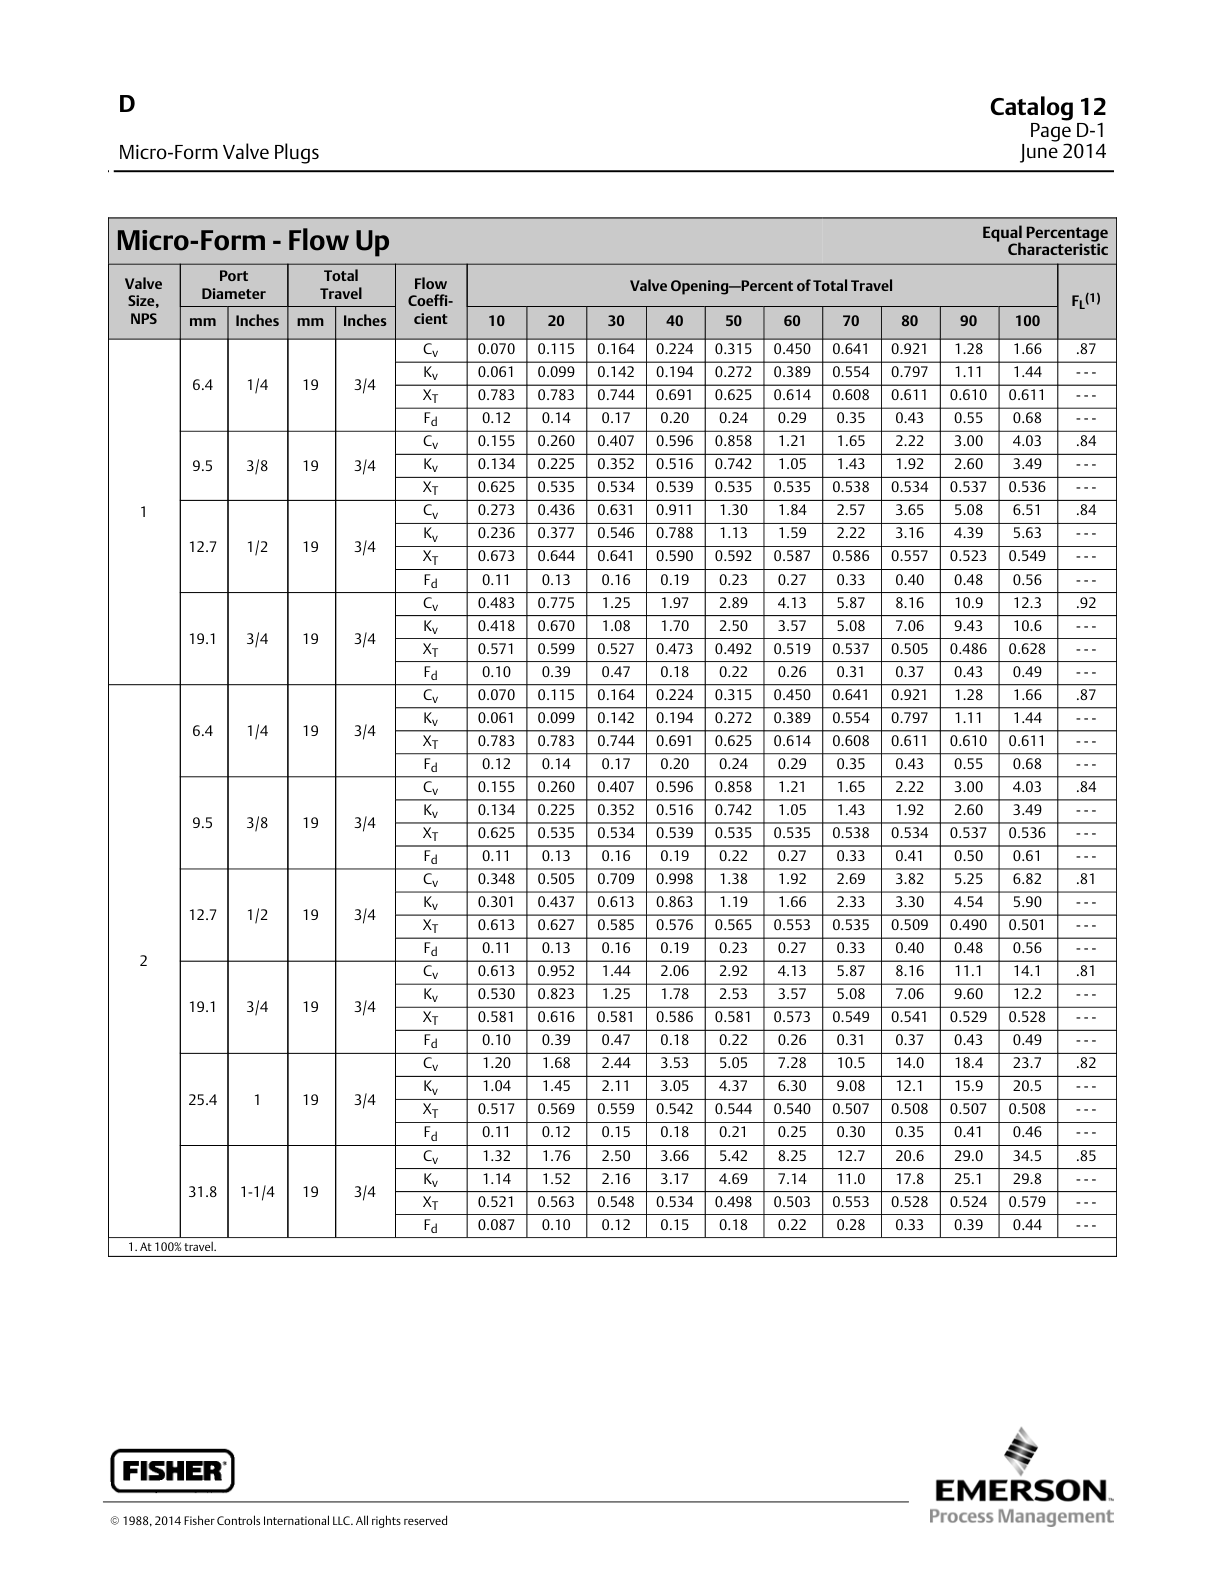 D
Catalog 12
Page D-1
Micro-Form Valve Plugs
June 2014
Micro-Form - Flow Up
Equal Percentage
Characteristic
Valve Size, NPS
Port Diameter
Total Travel
Flow Coeffi-cient
Valve Opening—Percent of Total Travel
FL(1)
mm Inches mm Inches 10 20 30 40 50 60 70 80 90 100
1
6.4 1/4 19 3/4
Cv 0.070 0.115 0.164 0.224 0.315 0.450 0.641 0.921 1.28 1.66 .87
Kv 0.061 0.099 0.142 0.194 0.272 0.389 0.554 0.797 1.11 1.44 - - -
XT 0.783 0.783 0.744 0.691 0.625 0.614 0.608 0.611 0.610 0.611 - - -
Fd 0.12 0.14 0.17 0.20 0.24 0.29 0.35 0.43 0.55 0.68 - - -
9.5 3/8 19 3/4
Cv 0.155 0.260 0.407 0.596 0.858 1.21 1.65 2.22 3.00 4.03 .84
Kv 0.134 0.225 0.352 0.516 0.742 1.05 1.43 1.92 2.60 3.49 - - -
XT 0.625 0.535 0.534 0.539 0.535 0.535 0.538 0.534 0.537 0.536 - - -
12.7 1/2 19 3/4
Cv 0.273 0.436 0.631 0.911 1.30 1.84 2.57 3.65 5.08 6.51 .84
Kv 0.236 0.377 0.546 0.788 1.13 1.59 2.22 3.16 4.39 5.63 - - -
XT 0.673 0.644 0.641 0.590 0.592 0.587 0.586 0.557 0.523 0.549 - - -
Fd 0.11 0.13 0.16 0.19 0.23 0.27 0.33 0.40 0.48 0.56 - - -
19.1 3/4 19 3/4
Cv 0.483 0.775 1.25 1.97 2.89 4.13 5.87 8.16 10.9 12.3 .92
Kv 0.418 0.670 1.08 1.70 2.50 3.57 5.08 7.06 9.43 10.6 - - -
XT 0.571 0.599 0.527 0.473 0.492 0.519 0.537 0.505 0.486 0.628 - - -
Fd 0.10 0.39 0.47 0.18 0.22 0.26 0.31 0.37 0.43 0.49 - - -
2
6.4 1/4 19 3/4
Cv 0.070 0.115 0.164 0.224 0.315 0.450 0.641 0.921 1.28 1.66 .87
Kv 0.061 0.099 0.142 0.194 0.272 0.389 0.554 0.797 1.11 1.44 - - -
XT 0.783 0.783 0.744 0.691 0.625 0.614 0.608 0.611 0.610 0.611 - - -
Fd 0.12 0.14 0.17 0.20 0.24 0.29 0.35 0.43 0.55 0.68 - - -
9.5 3/8 19 3/4
Cv 0.155 0.260 0.407 0.596 0.858 1.21 1.65 2.22 3.00 4.03 .84
Kv 0.134 0.225 0.352 0.516 0.742 1.05 1.43 1.92 2.60 3.49 - - -
XT 0.625 0.535 0.534 0.539 0.535 0.535 0.538 0.534 0.537 0.536 - - -
Fd 0.11 0.13 0.16 0.19 0.22 0.27 0.33 0.41 0.50 0.61 - - -
12.7 1/2 19 3/4
Cv 0.348 0.505 0.709 0.998 1.38 1.92 2.69 3.82 5.25 6.82 .81
Kv 0.301 0.437 0.613 0.863 1.19 1.66 2.33 3.30 4.54 5.90 - - -
XT 0.613 0.627 0.585 0.576 0.565 0.553 0.535 0.509 0.490 0.501 - - -
Fd 0.11 0.13 0.16 0.19 0.23 0.27 0.33 0.40 0.48 0.56 - - -
19.1 3/4 19 3/4
Cv 0.613 0.952 1.44 2.06 2.92 4.13 5.87 8.16 11.1 14.1 .81
Kv 0.530 0.823 1.25 1.78 2.53 3.57 5.08 7.06 9.60 12.2 - - -
XT 0.581 0.616 0.581 0.586 0.581 0.573 0.549 0.541 0.529 0.528 - - -
Fd 0.10 0.39 0.47 0.18 0.22 0.26 0.31 0.37 0.43 0.49 - - -
25.4 1 19 3/4
Cv 1.20 1.68 2.44 3.53 5.05 7.28 10.5 14.0 18.4 23.7 .82
Kv 1.04 1.45 2.11 3.05 4.37 6.30 9.08 12.1 15.9 20.5 - - -
XT 0.517 0.569 0.559 0.542 0.544 0.540 0.507 0.508 0.507 0.508 - - -
Fd 0.11 0.12 0.15 0.18 0.21 0.25 0.30 0.35 0.41 0.46 - - -
31.8 1-1/4 19 3/4
Cv 1.32 1.76 2.50 3.66 5.42 8.25 12.7 20.6 29.0 34.5 .85
Kv 1.14 1.52 2.16 3.17 4.69 7.14 11.0 17.8 25.1 29.8 - - -
XT 0.521 0.563 0.548 0.534 0.498 0.503 0.553 0.528 0.524 0.579 - - -
Fd 0.087 0.10 0.12 0.15 0.18 0.22 0.28 0.33 0.39 0.44 - - -
1. At 100% travel.
FISHER
EMERSON™
Process Management
© 1988, 2014 Fisher Controls International LLC. All rights reserved